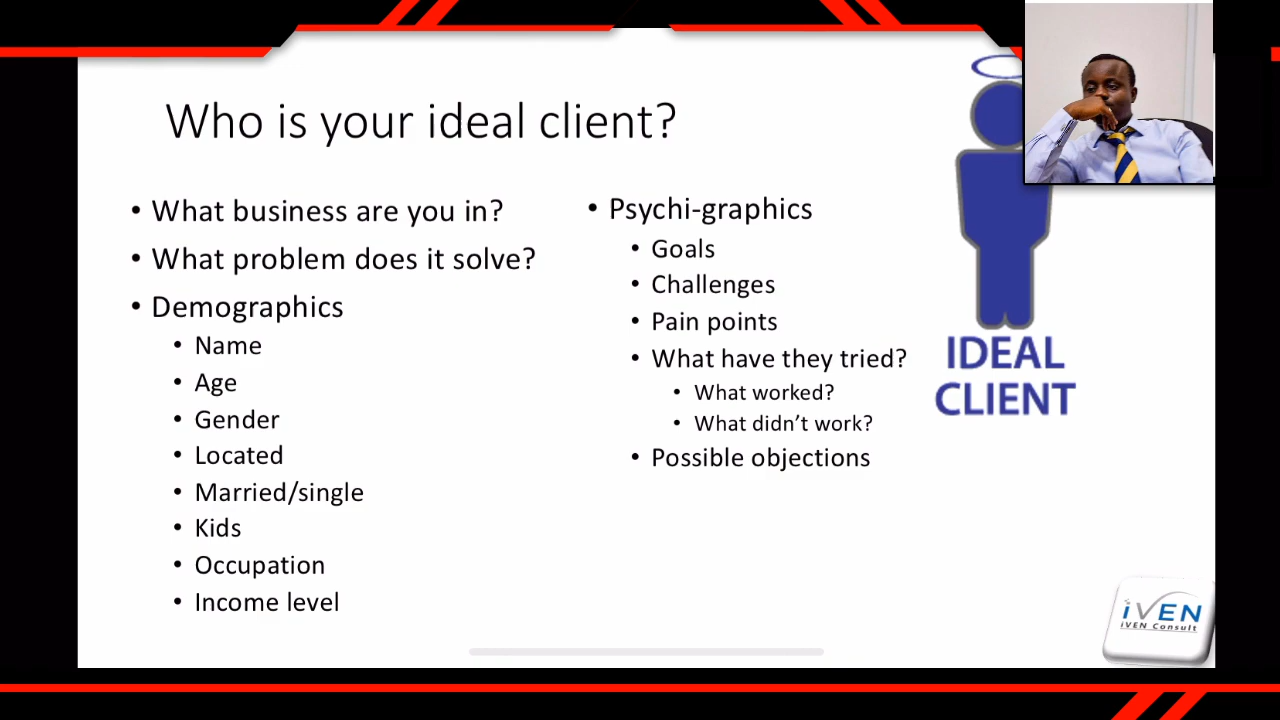 Who is your ideal client?
• What business are you in?
• What problem does it solve?
• Demographics
• Name
• Age
• Gender
• Located
• Married/single
• Kids
• Occupation
• Income level
• Psychi-graphics
• Goals
• Challenges
• Pain points
• What have they tried?
• What worked?
• What didn't work?
• Possible objections
IDEAL
CLIENT
iVEN
iVEN Consult